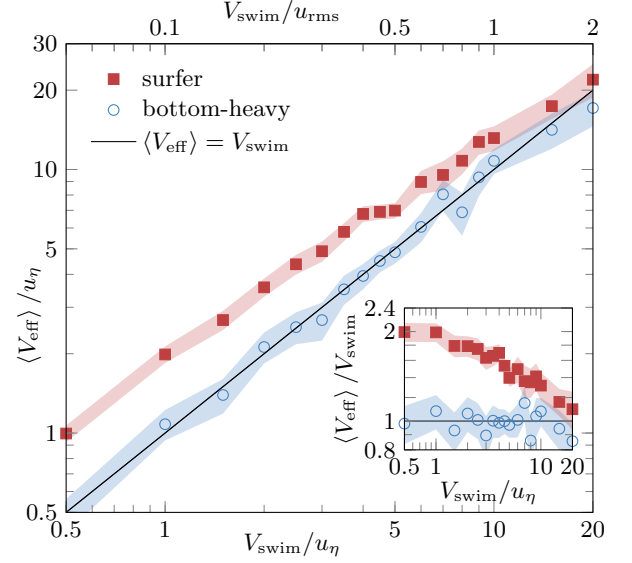 V_swim/u_rms
0.1 0.5 1 2
30
20
10
5
1
0.5
⟨V_eff⟩/u_η
surfer
bottom-heavy
⟨V_eff⟩ = V_swim
2.4
2
1
0.8
⟨V_eff⟩/V_swim
0.5 1 10 20
V_swim/u_η
0.5 1 5 10 20
V_swim/u_η